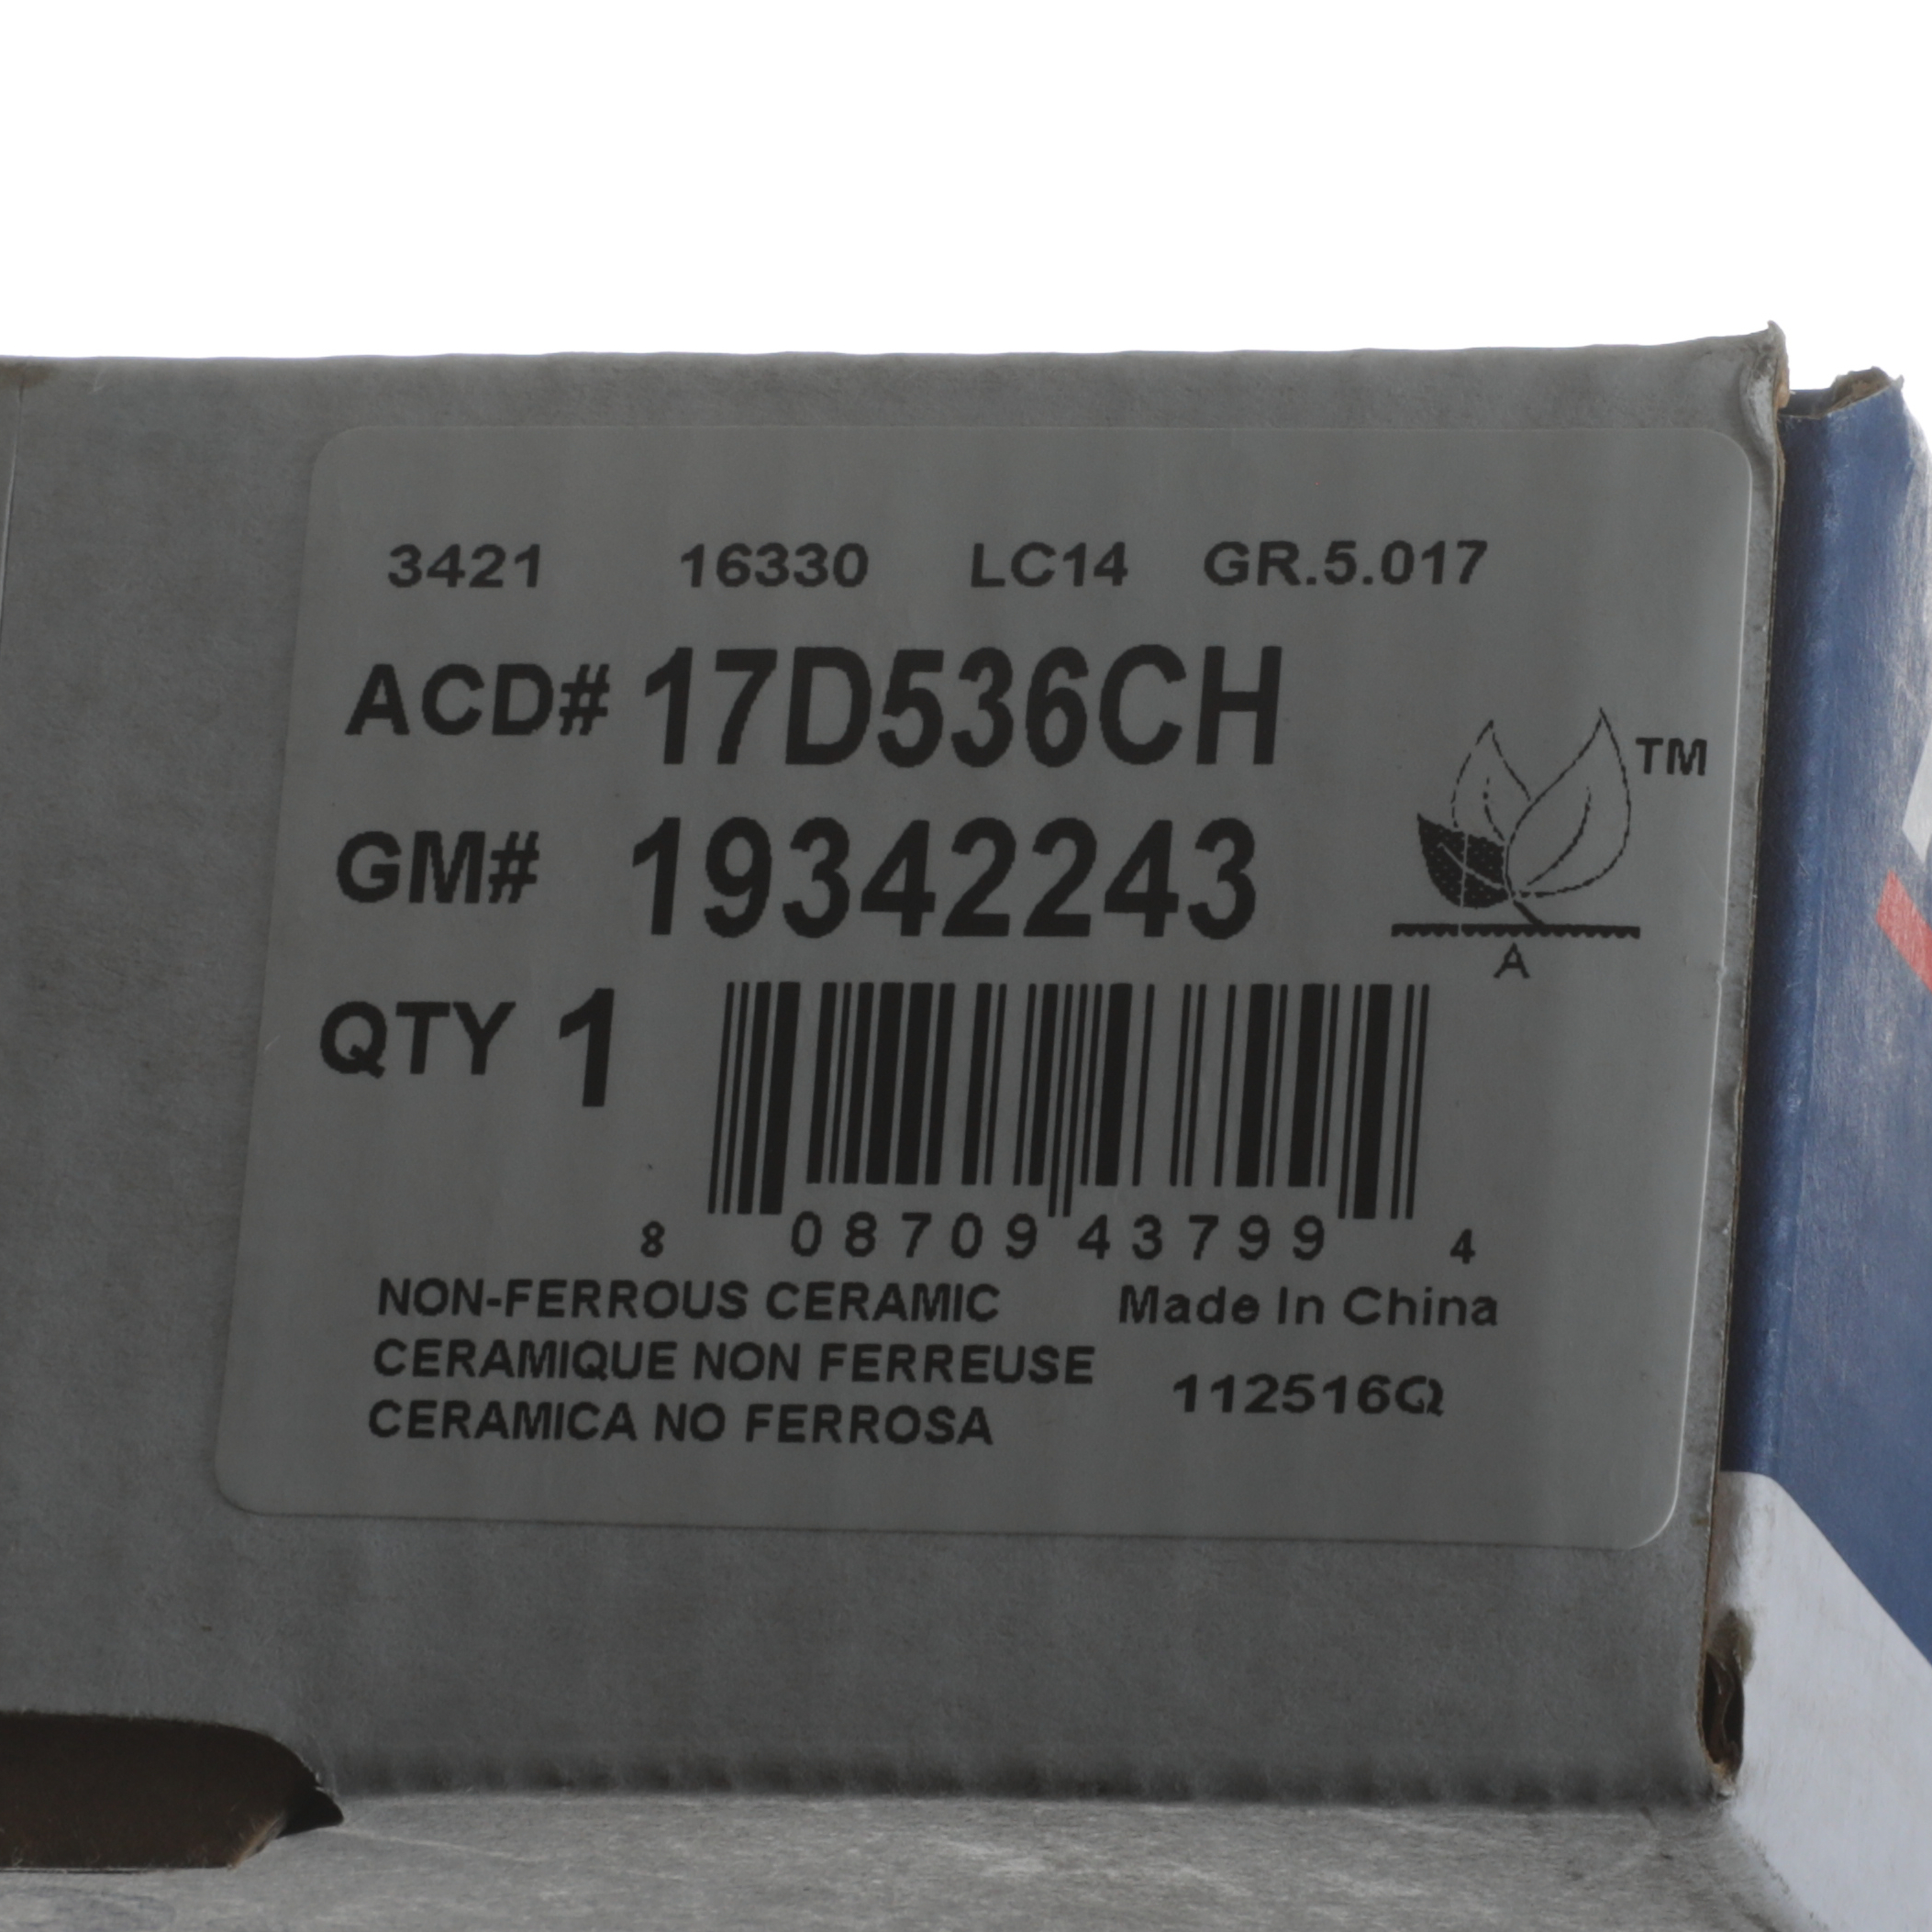 3421 16330 LC14 GR.5.017
ACD# 17D536CH
TM
GM# 19342243
A
QTY 1
8 08709 43799 4
NON-FERROUS CERAMIC
CERAMIQUE NON FERREUSE
CERAMICA NO FERROSA
Made In China
112516Q